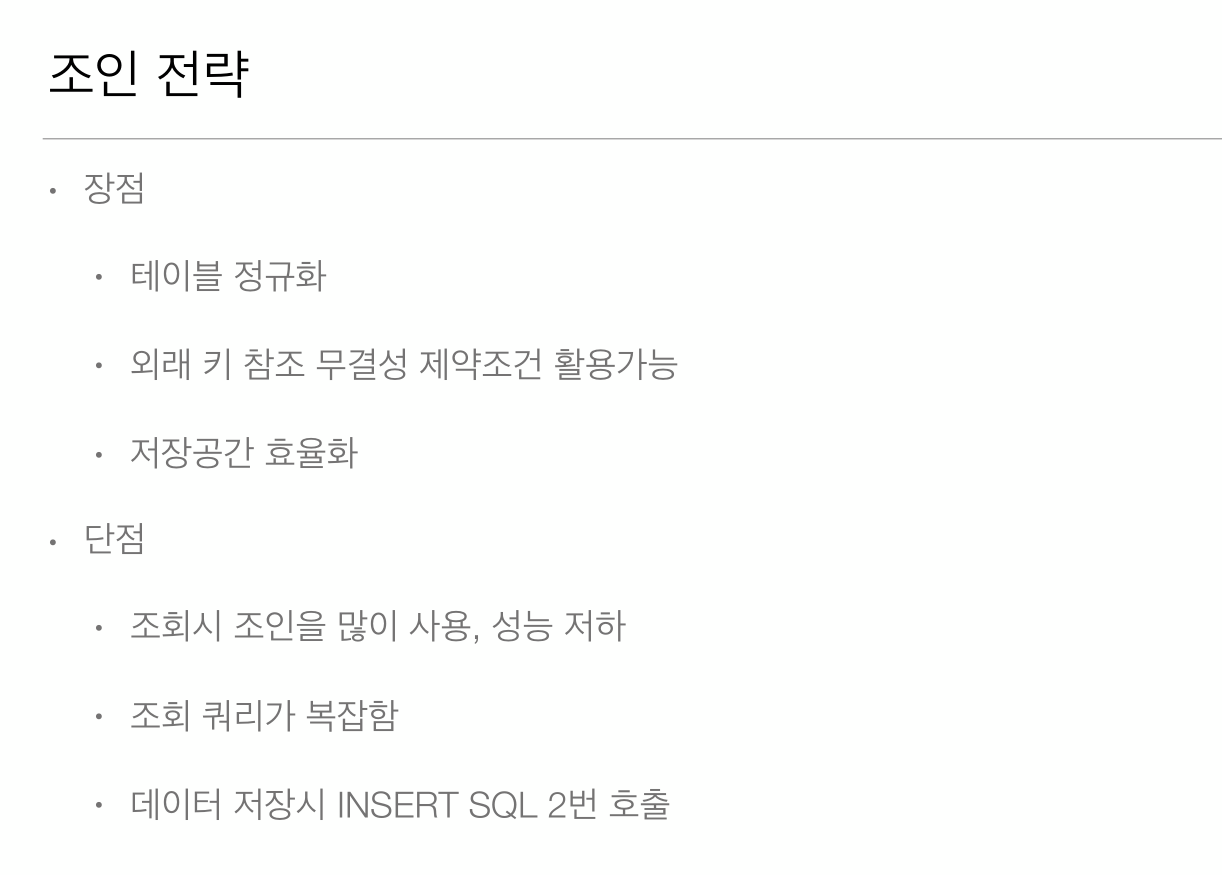 조인 전략
• 장점
• 테이블 정규화
• 외래 키 참조 무결성 제약조건 활용가능
• 저장공간 효율화
• 단점
• 조회시 조인을 많이 사용, 성능 저하
• 조회 쿼리가 복잡함
• 데이터 저장시 INSERT SQL 2번 호출